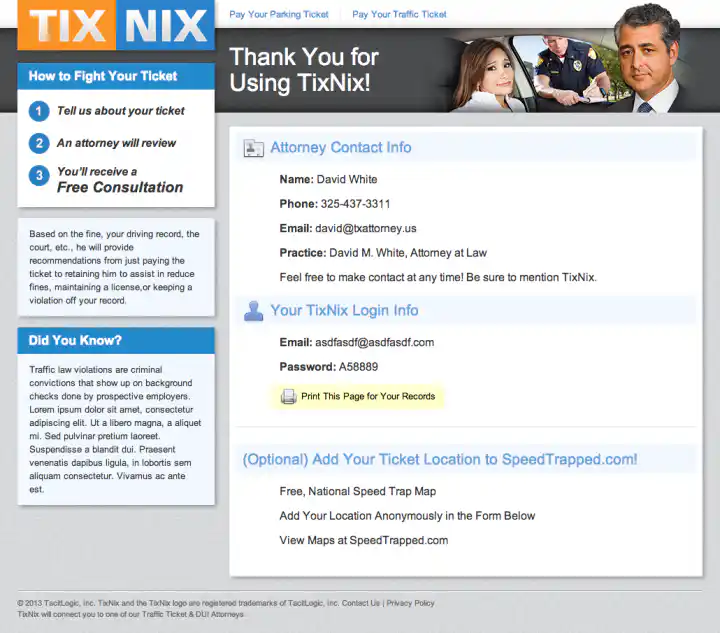 TIX NIX
Pay Your Parking Ticket
Pay Your Traffic Ticket
Thank You for
Using TixNix!
How to Fight Your Ticket
1 Tell us about your ticket
2 An attorney will review
3 You'll receive a
Free Consultation
Based on the fine, your driving record, the
court, etc., he will provide
recommendations from just paying the
ticket to retaining him to assist in reduce
fines, maintaining a license,or keeping a
violation off your record.
Did You Know?
Traffic law violations are criminal
convictions that show up on background
checks done by prospective employers.
Lorem ipsum dolor sit amet, consectetur
adipiscing elit. Ut a libero magna, a aliquet
mi. Sed pulvinar pretium laoreet.
Suspendisse a blandit dui. Praesent
venenatis dapibus ligula, in lobortis sem
aliquam consectetur. Vivamus ac ante
est.
Attorney Contact Info
Name: David White
Phone: 325-437-3311
Email: david@txattorney.us
Practice: David M. White, Attorney at Law
Feel free to make contact at any time! Be sure to mention TixNix.
Your TixNix Login Info
Email: asdfasdf@asdfasdf.com
Password: A58889
Print This Page for Your Records
(Optional) Add Your Ticket Location to SpeedTrapped.com!
Free, National Speed Trap Map
Add Your Location Anonymously in the Form Below
View Maps at SpeedTrapped.com
© 2013 TacitLogic, inc. TixNix and the TixNix logo are registered trademarks of TacitLogic, inc. Contact Us | Privacy Policy
TixNix will connect you to one of our Traffic Ticket & DUI Attorneys